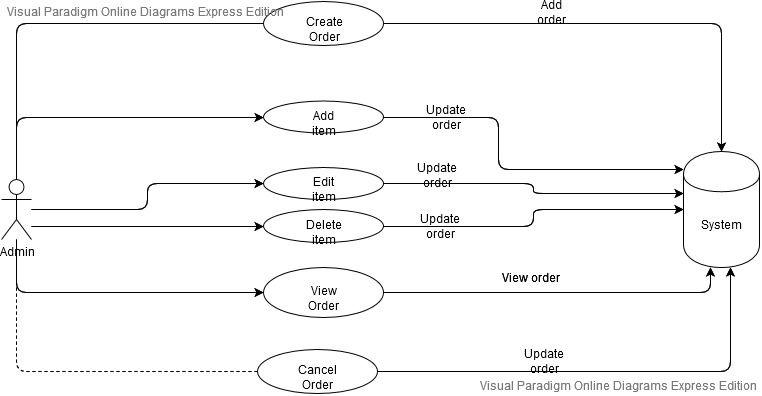 Visual Paradigm Online Diagrams Express Edition
Create
Order
Add
order
Add
item
Update
order
Edit
item
Update
order
Delete
item
Update
order
System
Admin
View
Order
View order
Cancel
Order
Update
order
Visual Paradigm Online Diagrams Express Edition